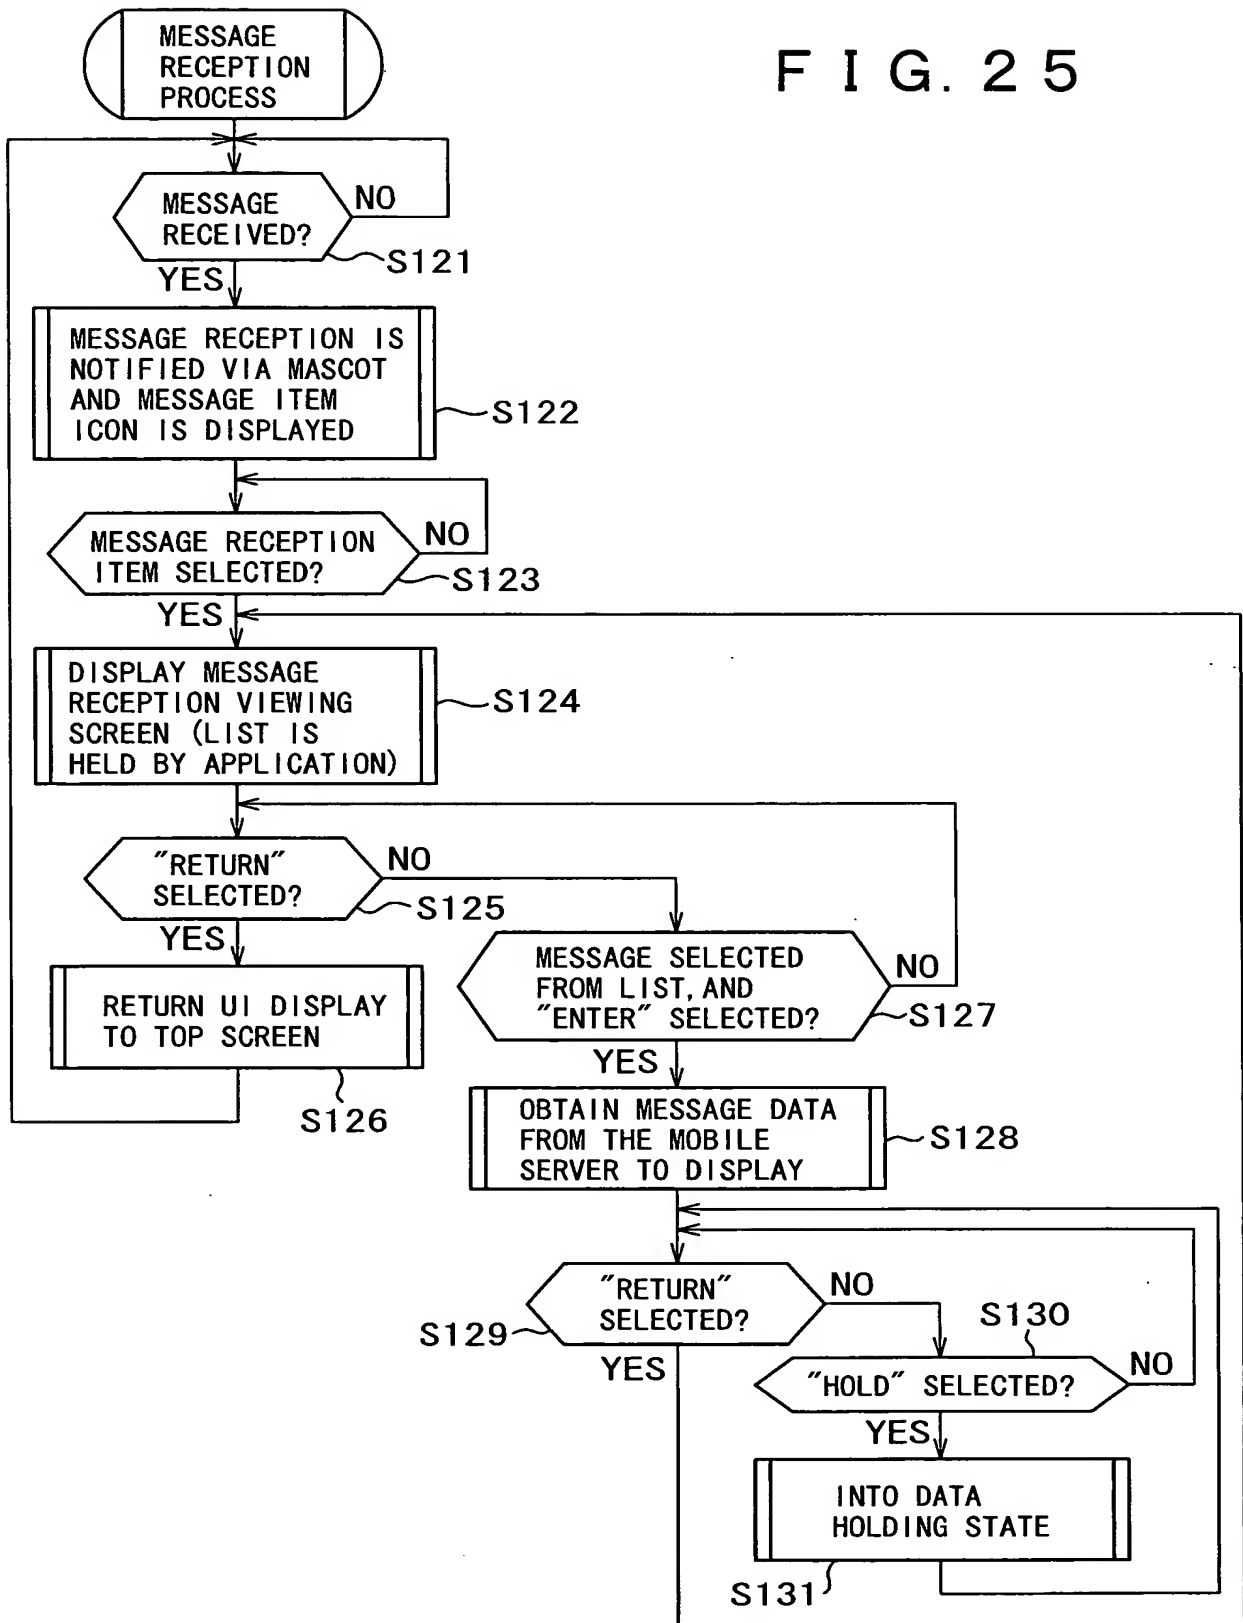 FIG. 25
MESSAGE
RECEPTION
PROCESS
MESSAGE
RECEIVED?
NO
S121
YES
MESSAGE RECEPTION IS
NOTIFIED VIA MASCOT
AND MESSAGE ITEM
ICON IS DISPLAYED
S122
MESSAGE RECEPTION
ITEM SELECTED?
NO
S123
YES
DISPLAY MESSAGE
RECEPTION VIEWING
SCREEN (LIST IS
HELD BY APPLICATION)
S124
"RETURN"
SELECTED?
NO
S125
YES
RETURN UI DISPLAY
TO TOP SCREEN
S126
MESSAGE SELECTED
FROM LIST, AND
"ENTER" SELECTED?
NO
S127
YES
OBTAIN MESSAGE DATA
FROM THE MOBILE
SERVER TO DISPLAY
S128
"RETURN"
SELECTED?
NO
S129
YES
S130
"HOLD" SELECTED?
NO
YES
INTO DATA
HOLDING STATE
S131